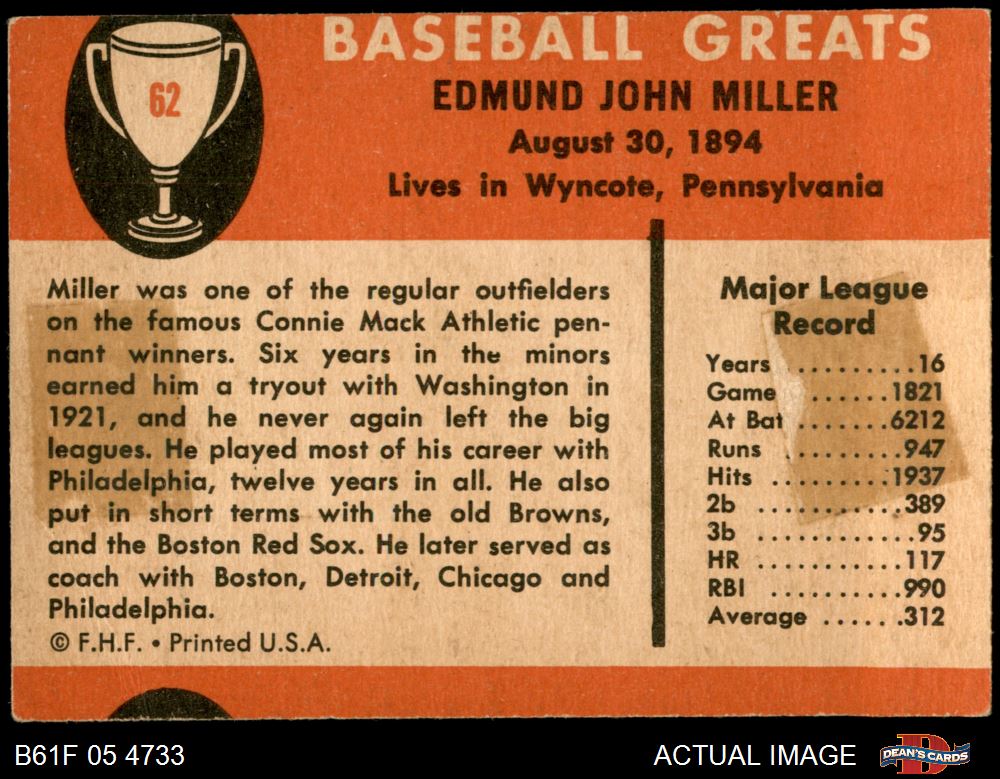 62
BASEBALL GREATS
EDMUND JOHN MILLER
August 30, 1894
Lives in Wyncote, Pennsylvania
Miller was one of the regular outfielders
on the famous Connie Mack Athletic pen-
nant winners. Six years in the minors
earned him a tryout with Washington in
1921, and he never again left the big
leagues. He played most of his career with
Philadelphia, twelve years in all. He also
put in short terms with the old Browns,
and the Boston Red Sox. He later served as
coach with Boston, Detroit, Chicago and
Philadelphia.
© F.H.F. • Printed U.S.A.
Major League
Record
Years ..........16
Game .......1821
At Bat .......6212
Runs .........947
Hits .........1937
2b ..........389
3b ...........95
HR ..........117
RBI .........990
Average ......312
B61F 05 4733
ACTUAL IMAGE
DEAN'S CARDS